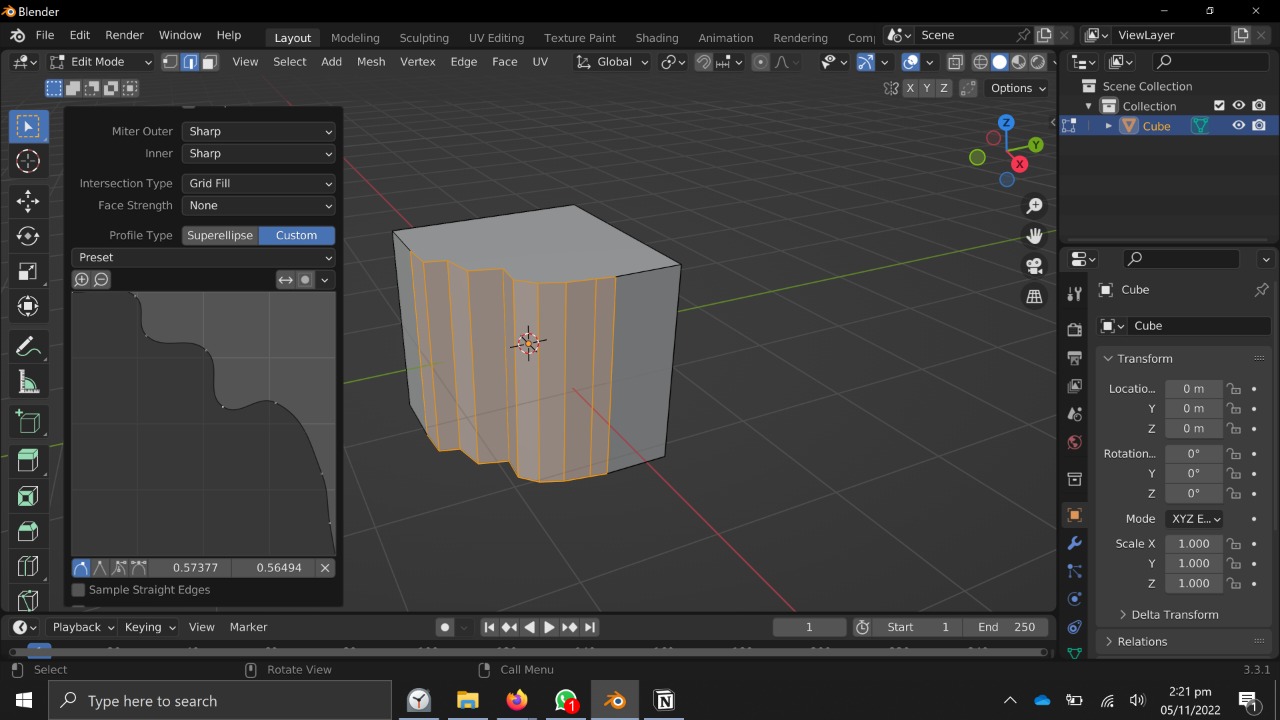 Blender
File Edit Render Window Help Layout Modeling Sculpting UV Editing Texture Paint Shading Animation Rendering Comp Scene ViewLayer
Edit Mode View Select Add Mesh Vertex Edge Face UV Global
X Y Z Options
Scene Collection
Collection
Cube
Miter Outer Sharp
Inner Sharp
Intersection Type Grid Fill
Face Strength None
Profile Type Superellipse Custom
Preset
0.57377 0.56494
Sample Straight Edges
Z
Y
X
Cube
Cube
Transform
Locatio... 0 m
Y 0 m
Z 0 m
Rotation... 0°
Y 0°
Z 0°
Mode XYZ E...
Scale X 1.000
Y 1.000
Z 1.000
Delta Transform
Relations
Playback Keying View Marker 1 Start 1 End 250
Select Rotate View Call Menu 3.3.1
Type here to search 1 2:21 pm
05/11/2022 1